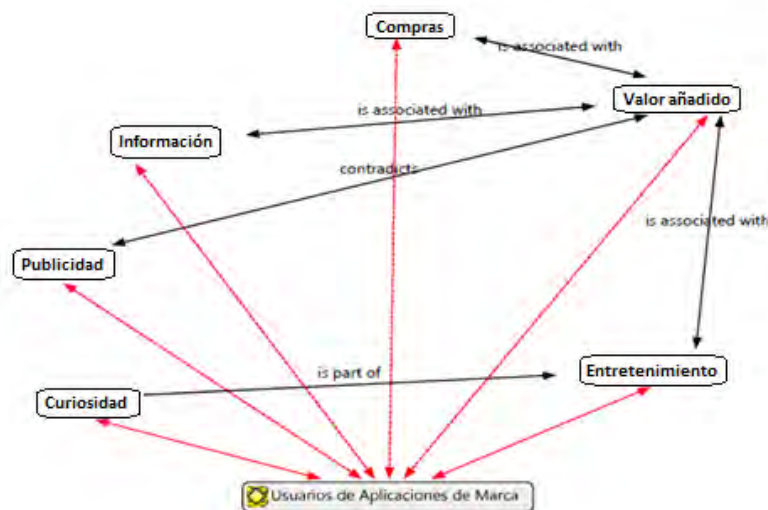 Compras
is associated with
Valor añadido
is associated with
Información
contradicts
is associated with
Publicidad
is part of
Entretenimiento
Curiosidad
Usuarios de Aplicaciones de Marca